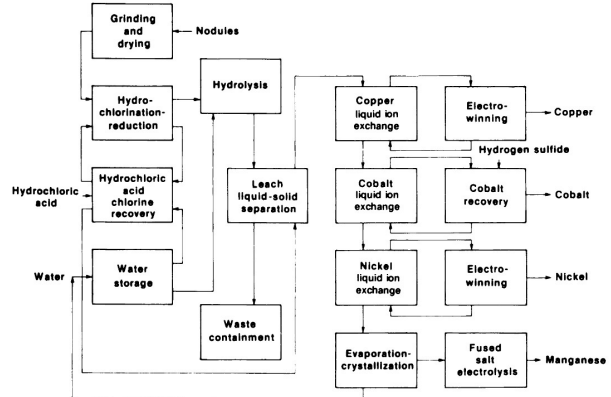 Grinding
and
drying
Nodules
Hydro-
chlorination-
reduction
Hydrolysis
Hydrochloric
acid
Hydrochloric
acid
chlorine
recovery
Leach
liquid-solid
separation
Water
Water
storage
Waste
containment
Copper
liquid ion
exchange
Electro-
winning
Copper
Hydrogen sulfide
Cobalt
liquid ion
exchange
Cobalt
recovery
Cobalt
Nickel
liquid ion
exchange
Electro-
winning
Nickel
Evaporation-
crystallization
Fused
salt
electrolysis
Manganese